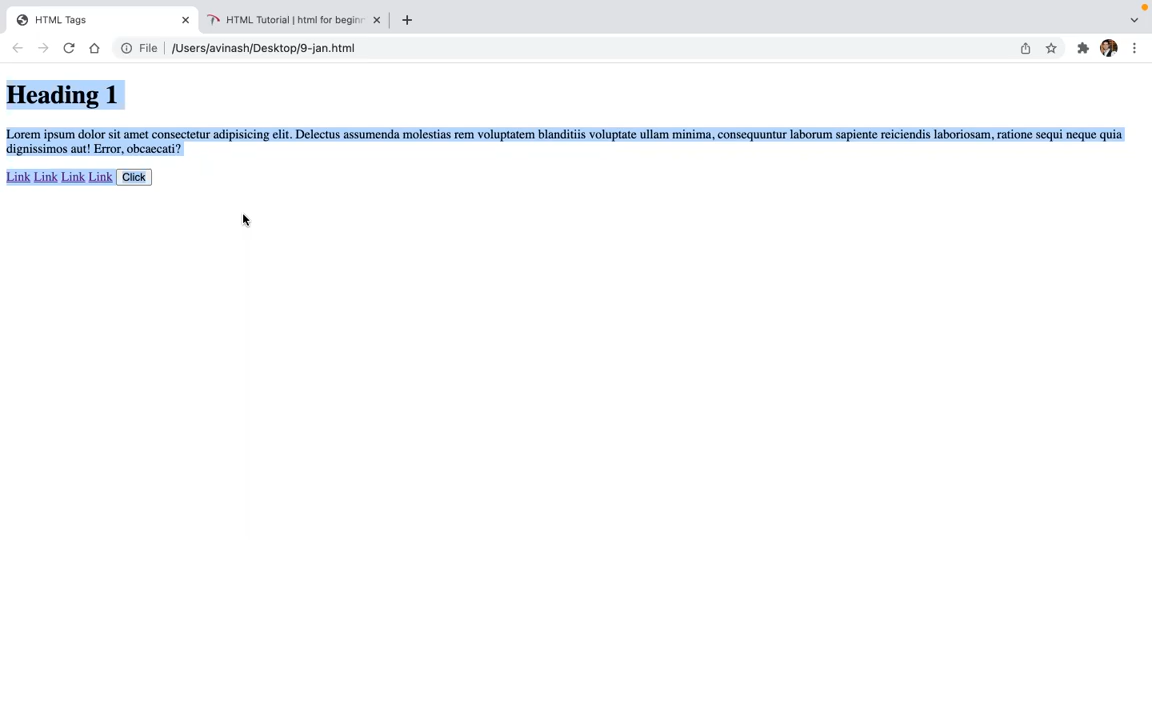 HTML Tags
HTML Tutorial | html for beginn
File
/Users/avinash/Desktop/9-jan.html
Heading 1
Lorem ipsum dolor sit amet consectetur adipisicing elit. Delectus assumenda molestias rem voluptatem blanditiis voluptate ullam minima, consequuntur laborum sapiente reiciendis laboriosam, ratione sequi neque quia
dignissimos aut! Error, obcaecati?
Link Link Link Link Click